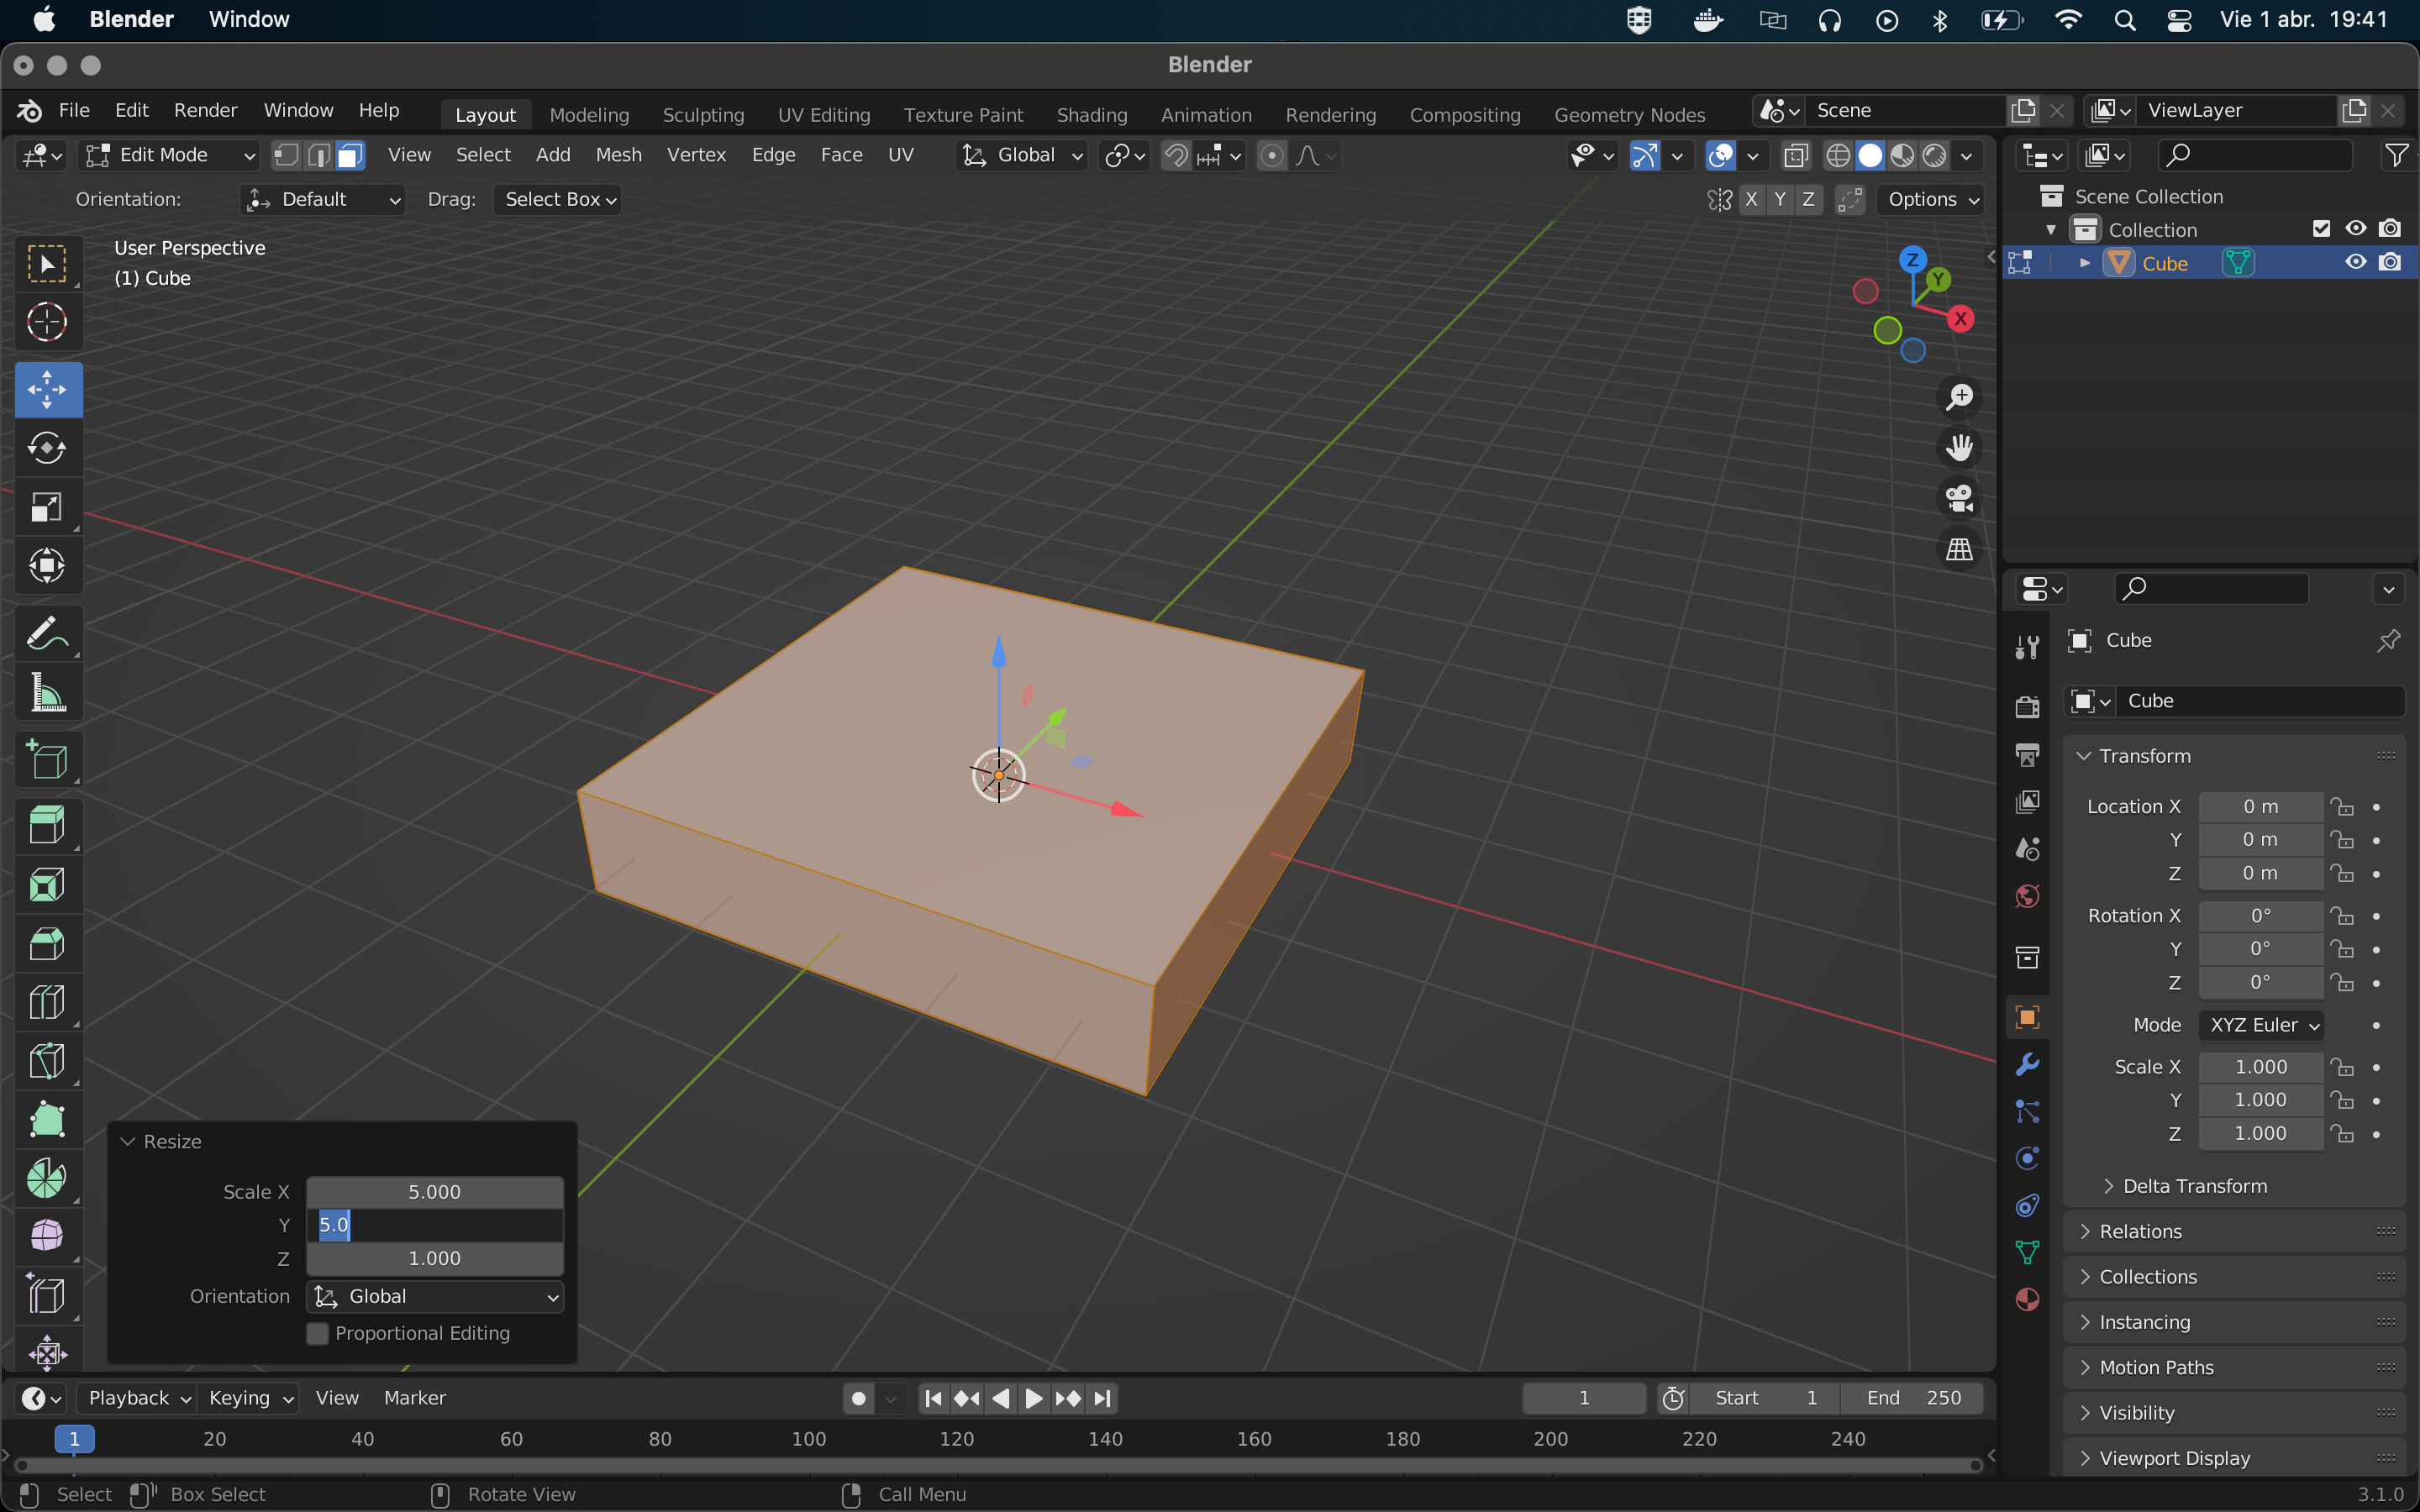 Blender Window Vie 1 abr. 19:41
Blender
File Edit Render Window Help Layout Modeling Sculpting UV Editing Texture Paint Shading Animation Rendering Compositing Geometry Nodes Scene ViewLayer
Edit Mode View Select Add Mesh Vertex Edge Face UV Global
Orientation: Default Drag: Select Box X Y Z Options
User Perspective
(1) Cube
Z
Y
X
Scene Collection
Collection
Cube
Cube
Cube
Transform
Location X 0 m
Y 0 m
Z 0 m
Rotation X 0°
Y 0°
Z 0°
Mode XYZ Euler
Scale X 1.000
Y 1.000
Z 1.000
Delta Transform
Relations
Collections
Instancing
Motion Paths
Visibility
Viewport Display
Resize
Scale X 5.000
Y 5.0
Z 1.000
Orientation Global
Proportional Editing
Playback Keying View Marker 1 Start 1 End 250
1 20 40 60 80 100 120 140 160 180 200 220 240
Select Box Select Rotate View Call Menu 3.1.0